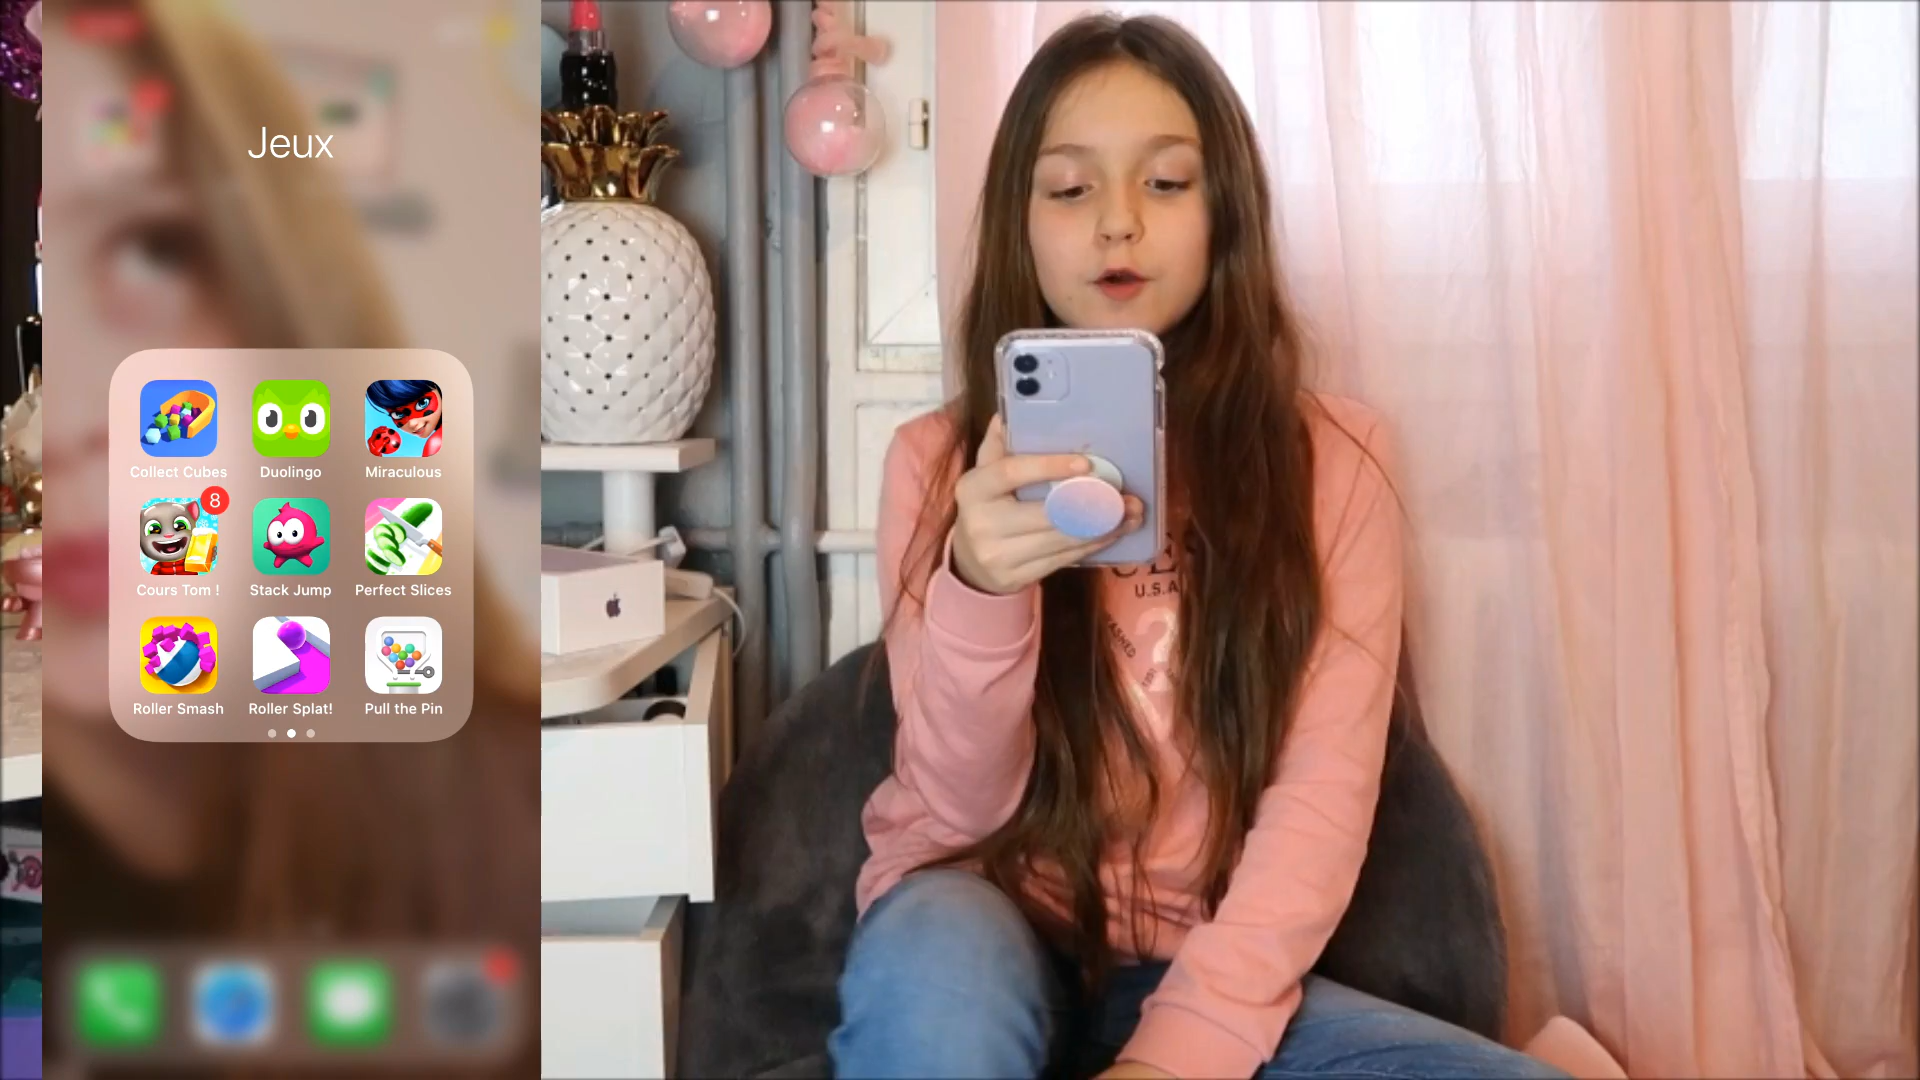 Jeux
Collect Cubes
Duolingo
Miraculous
8
Cours Tom !
Stack Jump
Perfect Slices
Roller Smash
Roller Splat!
Pull the Pin
U.S.A